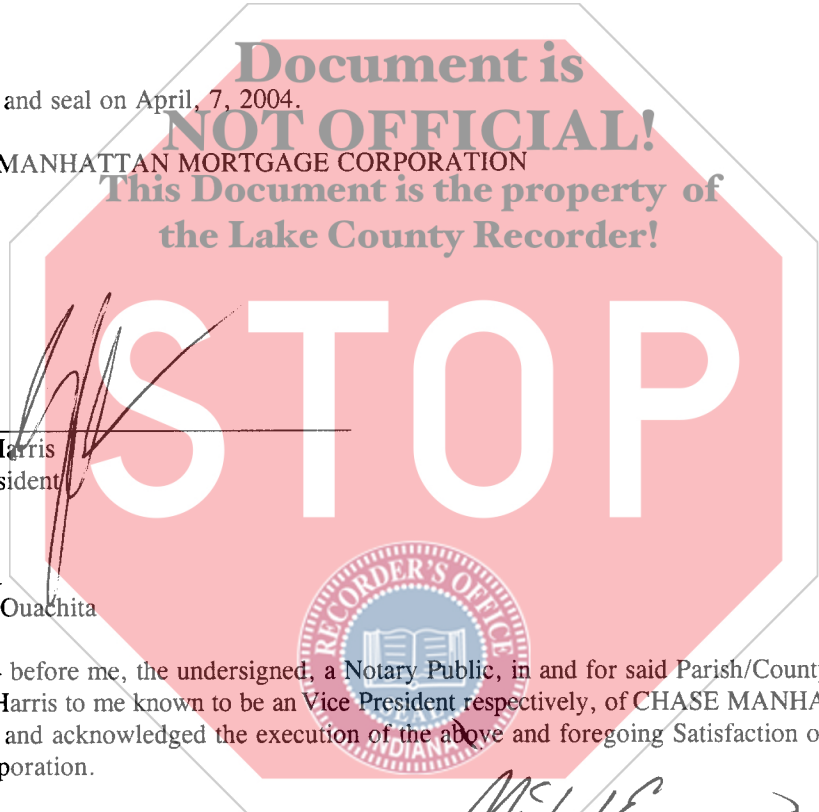 Document is
and seal on April, 7, 2004.
NOT OFFICIAL!
MANHATTAN MORTGAGE CORPORATION
This Document is the property of
the Lake County Recorder!
STOP
Harris
sident
Ouachita
RECORDER'S OFFICE
before me, the undersigned, a Notary Public, in and for said Parish/County
Harris to me known to be an Vice President respectively, of CHASE MANHA
SEAL
and acknowledged the execution of the above and foregoing Satisfaction o
INDIANA
poration.